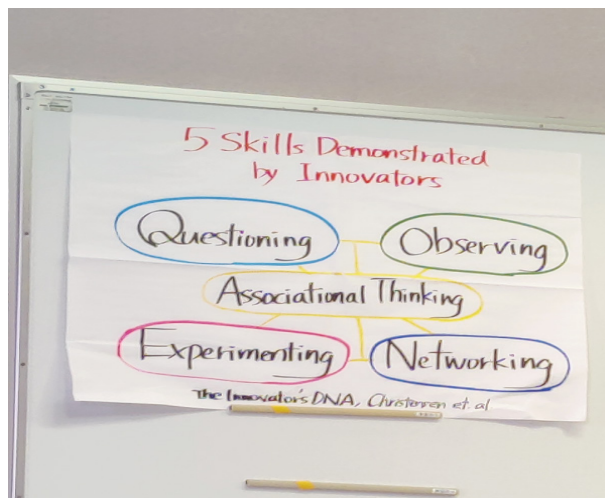 5 Skills Demonstrated
by Innovators
Questioning
Observing
Associational Thinking
Experimenting
Networking
The Innovator's DNA, Christensen et. al